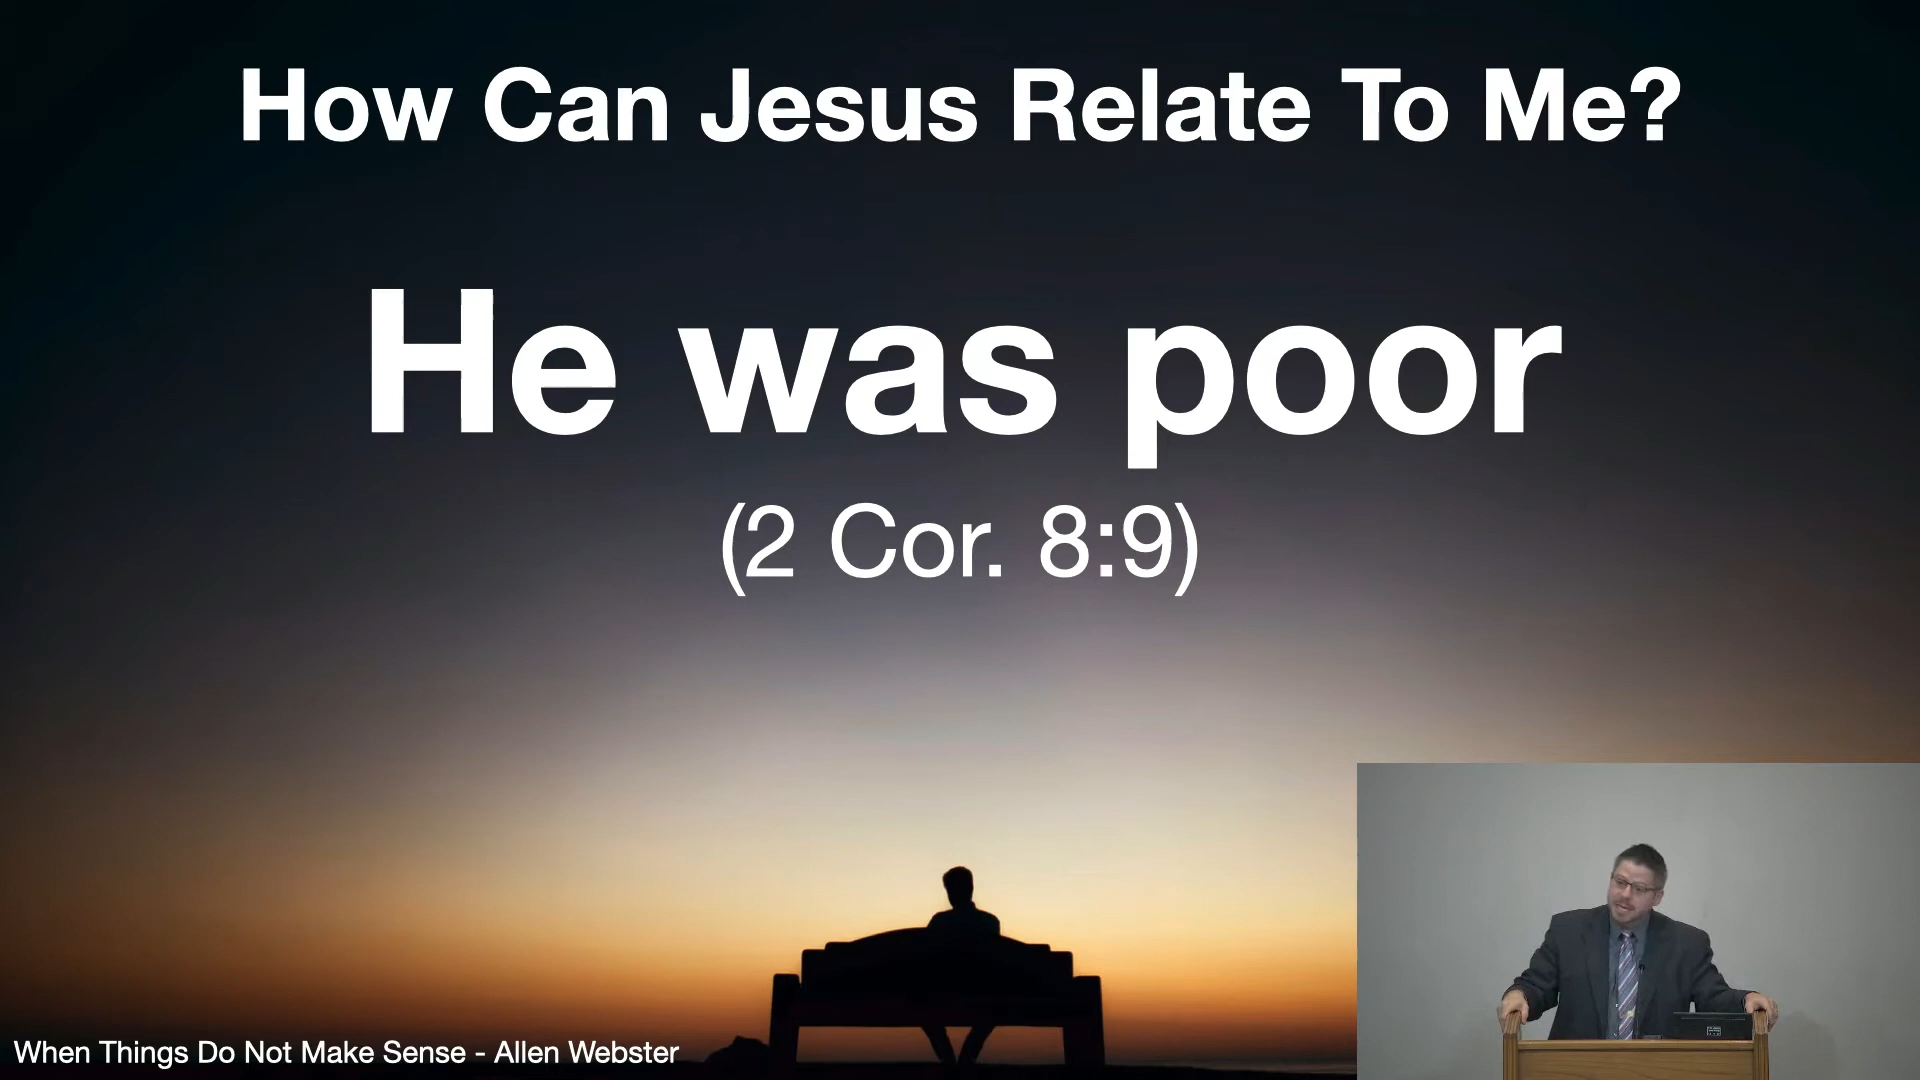 How Can Jesus Relate To Me?
He was poor
(2 Cor. 8:9)
When Things Do Not Make Sense - Allen Webster